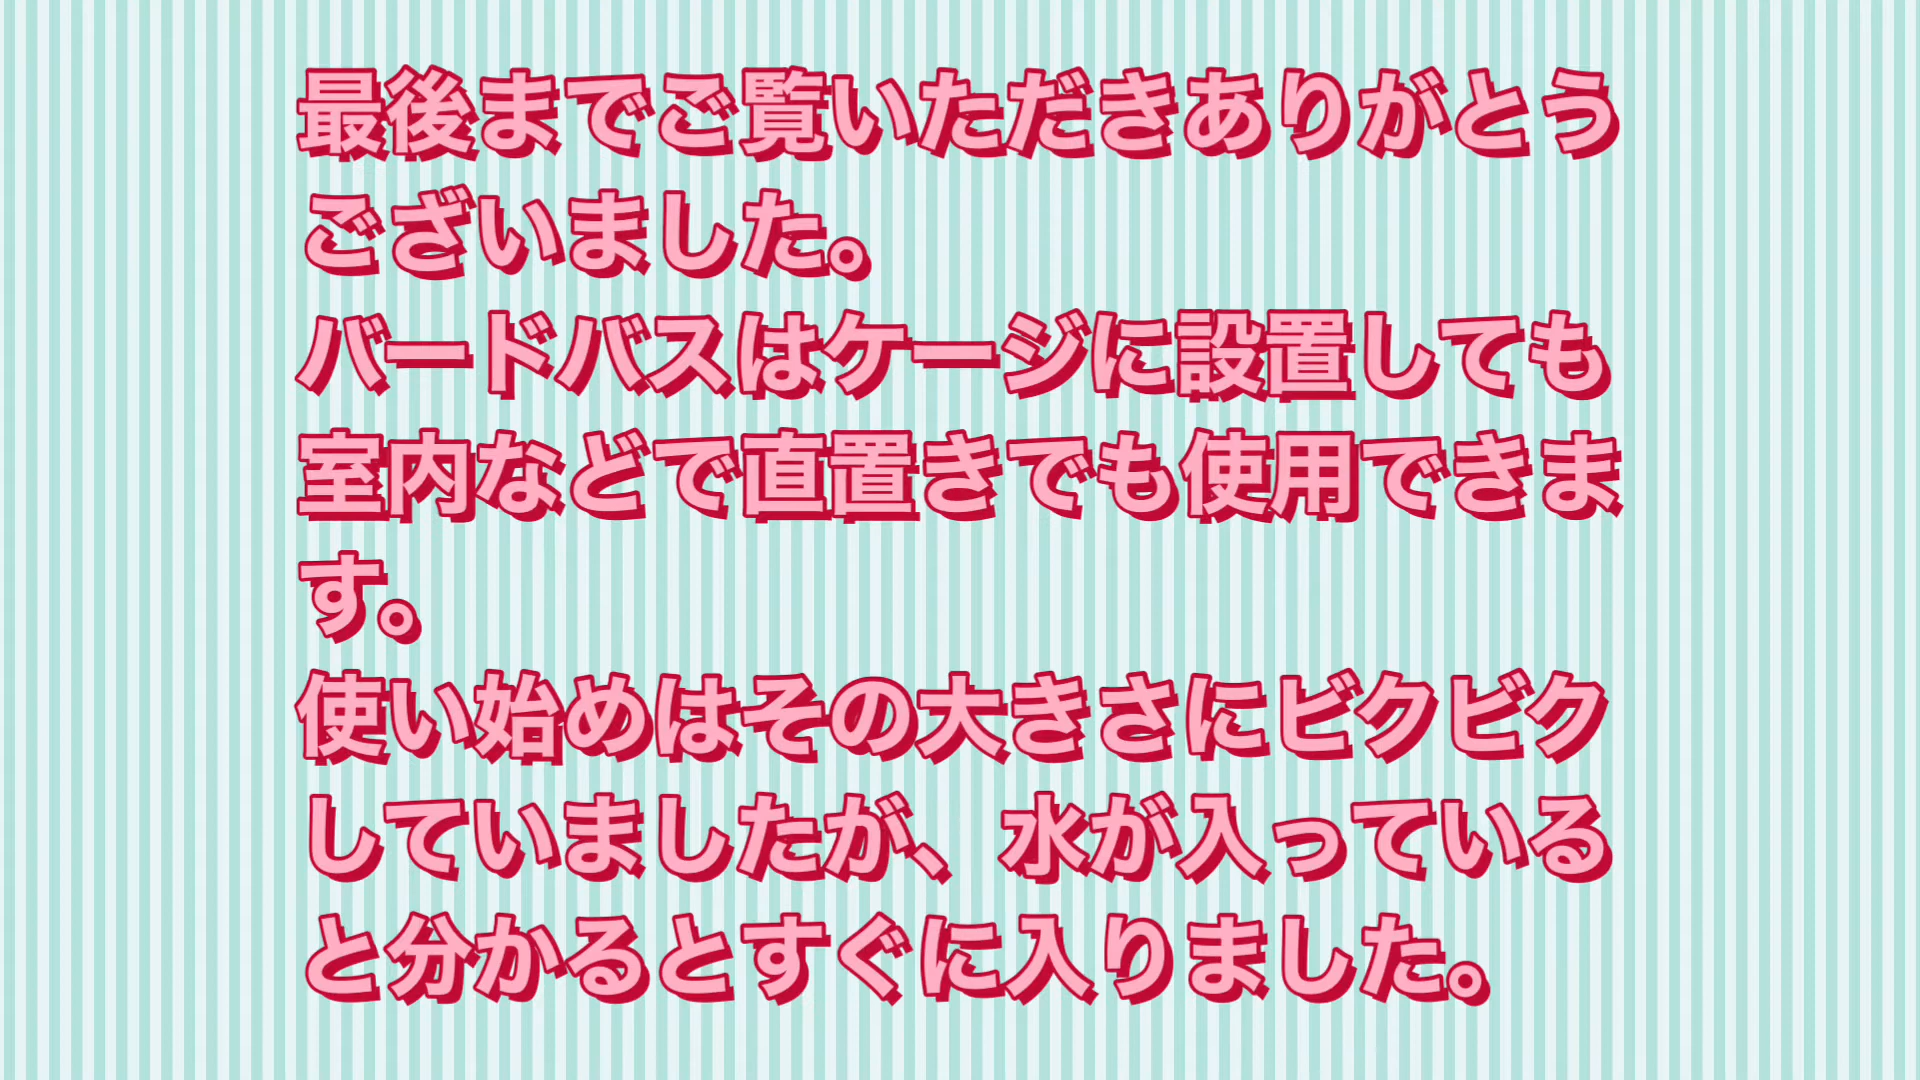 最後までご覧いただきありがとう
ございました。
バードバスはケージに設置しても
室内などで直置きでも使用できま
す。
使い始めはその大きさにビクビク
していましたが、水が入っている
と分かるとすぐに入りました。